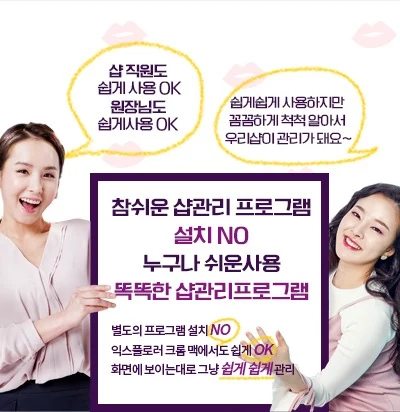 샵 직원도
쉽게 사용 OK
원장님도
쉽게사용 OK
쉽게쉽게 사용하지만
꼼꼼하게 척척 알아서
우리샵이 관리가 돼요~
참쉬운 샵관리 프로그램
설치 NO
누구나 쉬운사용
똑똑한 샵관리프로그램
별도의 프로그램 설치 NO
익스플로러 크롬 맥에서도 쉽게 OK
화면에 보이는대로 그냥 쉽게 쉽게 관리